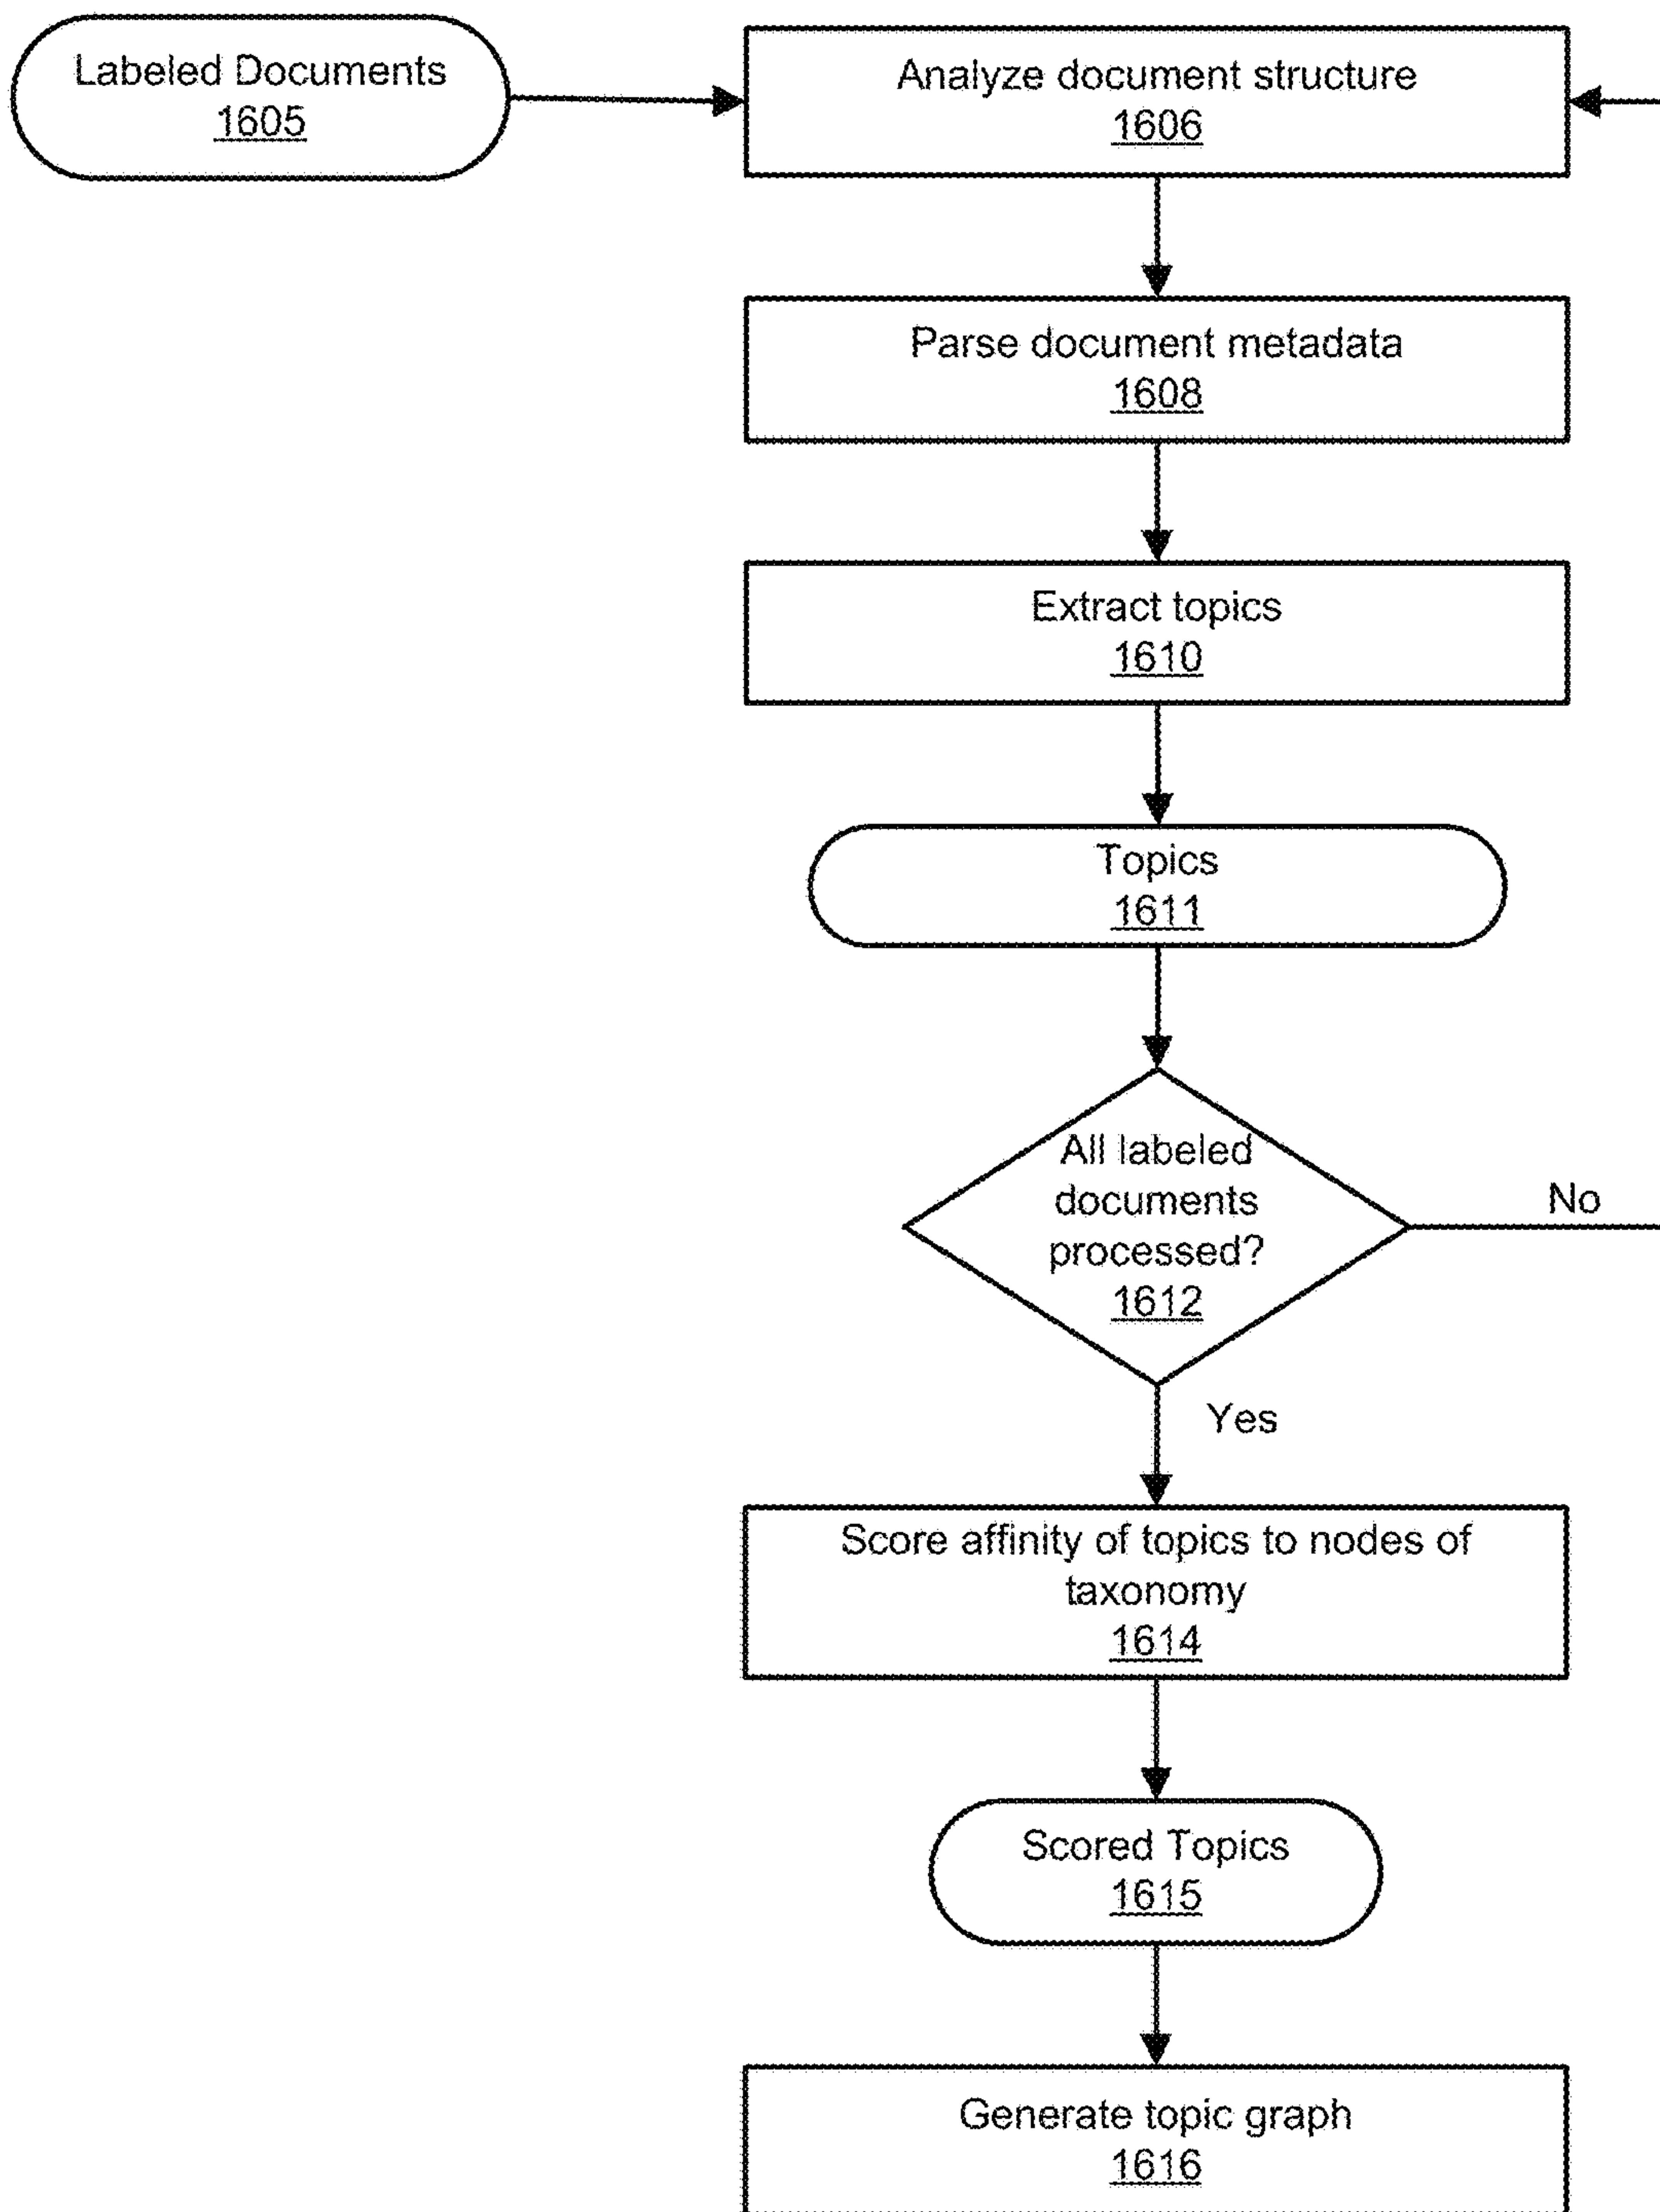 Labeled Documents
1605
Analyze document structure
1606
Parse document metadata
1608
Extract topics
1610
Topics
1611
All labeled
documents
processed?
1612
No
Yes
Score affinity of topics to nodes of
taxonomy
1614
Scored Topics
1615
Generate topic graph
1616